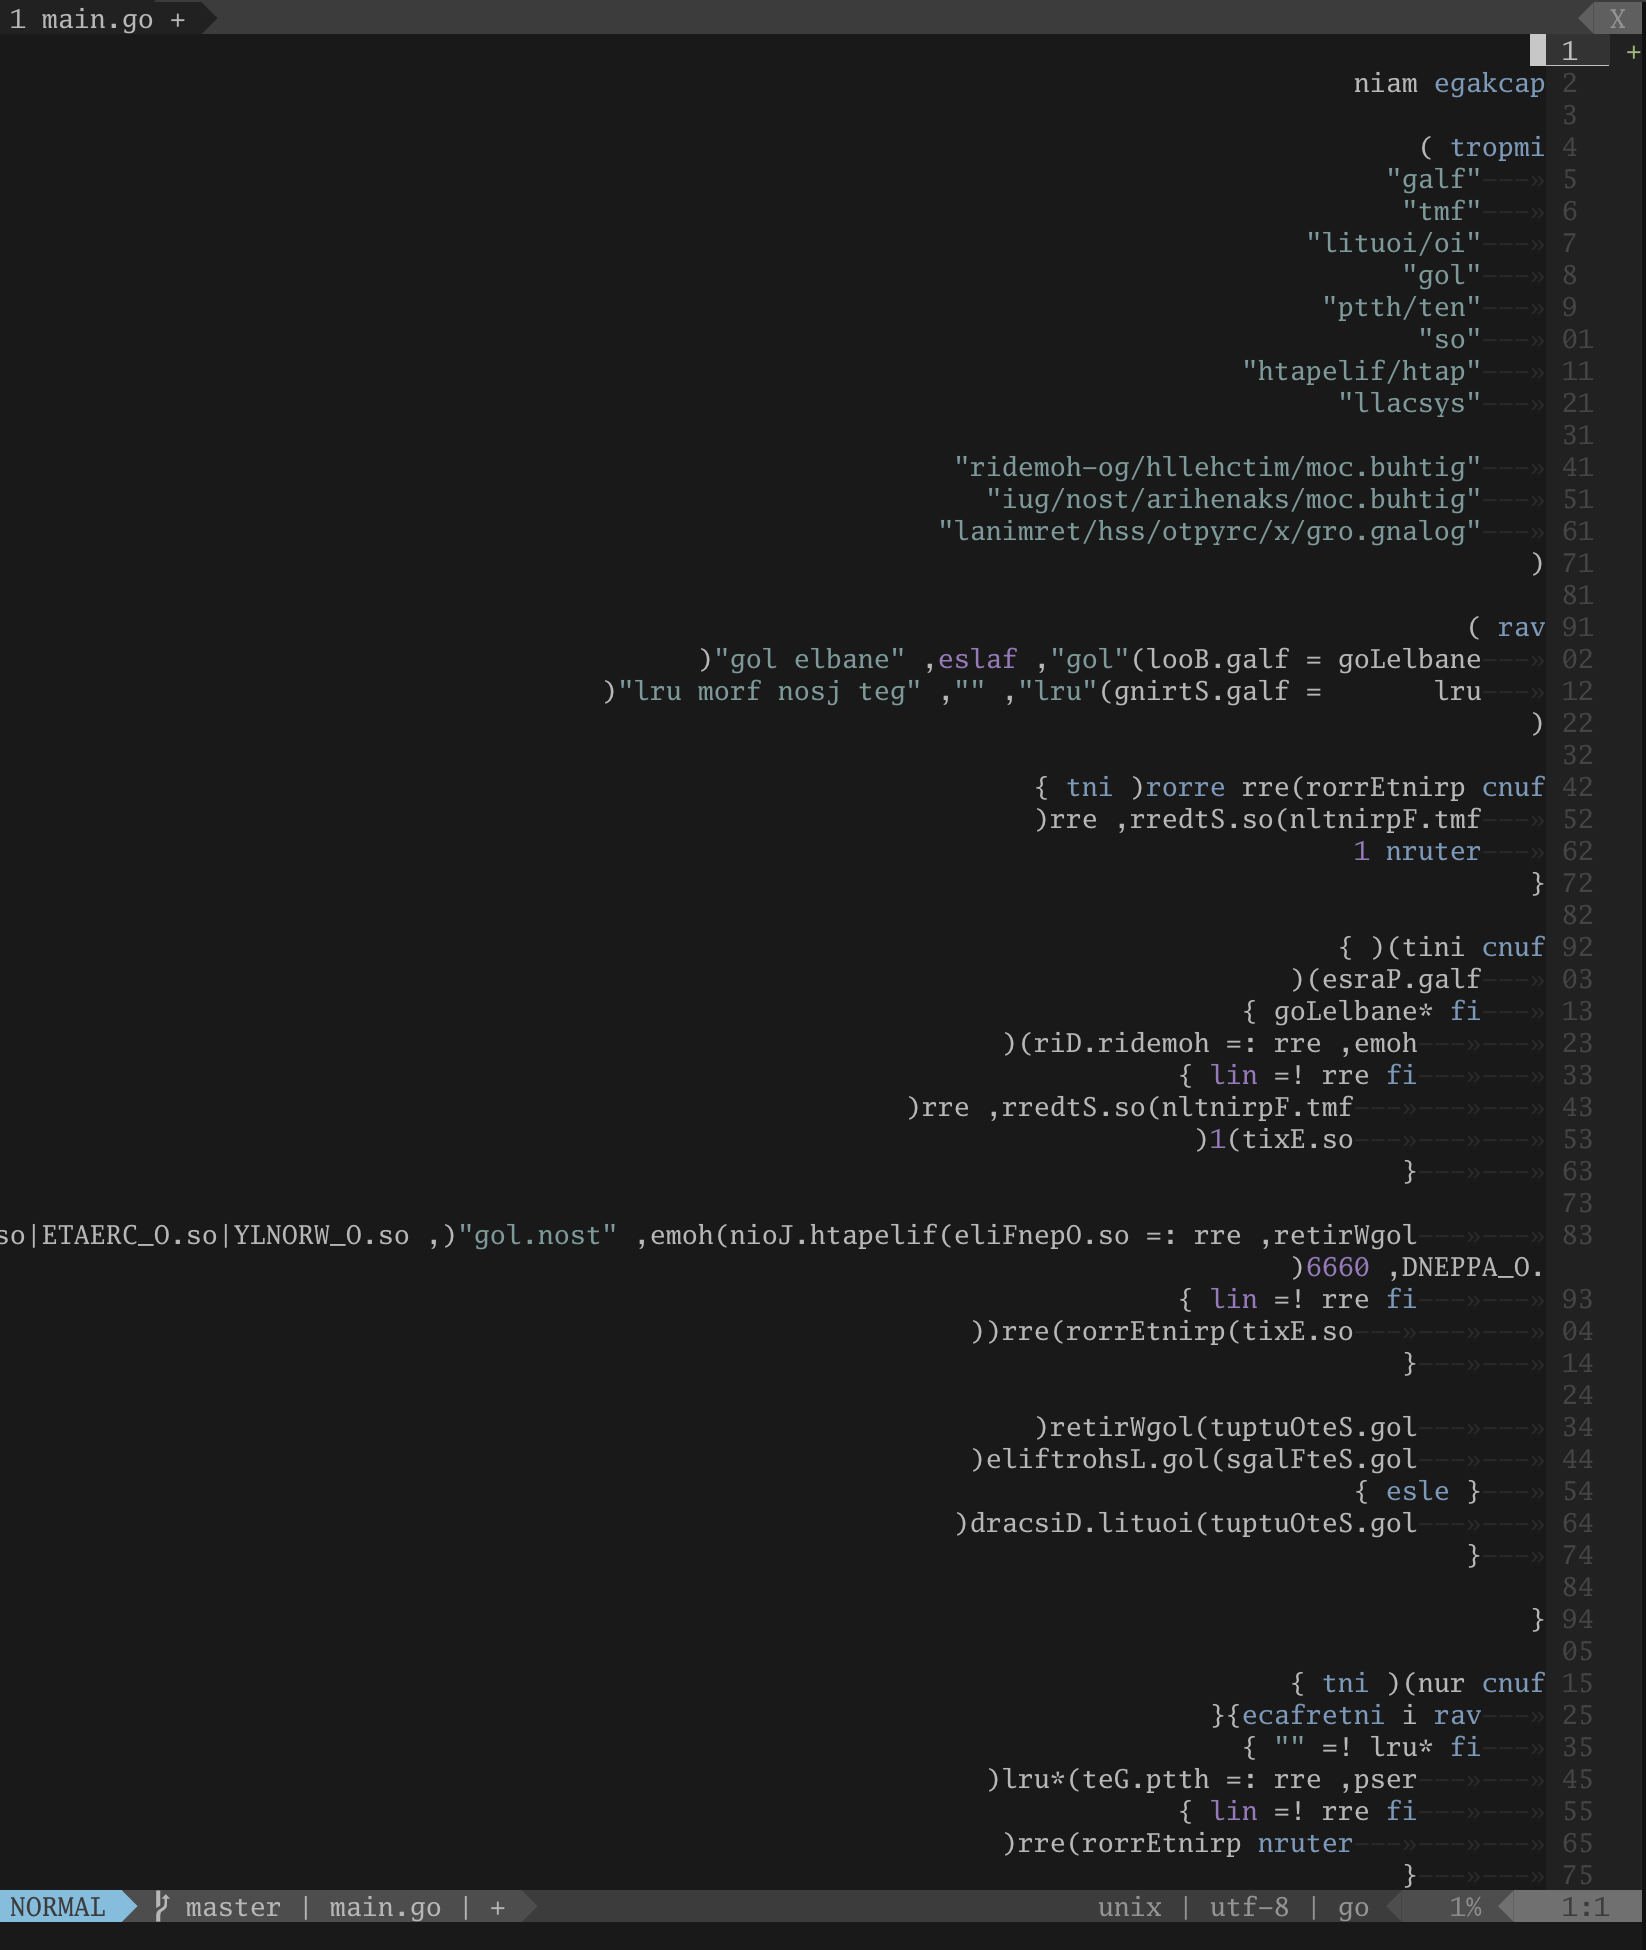 1 main.go + X
1 +
niam egakcap 2
3
( tropmi 4
"galf"---» 5
"tmf"---» 6
"lituoi/oi"---» 7
"gol"---» 8
"ptth/ten"---» 9
"so"---» 01
"htapelif/htap"---» 11
"llacsys"---» 21
31
"ridemoh-og/hllehctim/moc.buhtig"---» 41
"iug/nost/arihenaks/moc.buhtig"---» 51
"lanimret/hss/otpyrc/x/gro.gnalog"---» 61
) 71
81
( rav 91
)"gol elbane" ,eslaf ,"gol"(looB.galf = goLelbane---» 02
)"lru morf nosj teg" ,"" ,"lru"(gnirtS.galf =       lru---» 12
) 22
32
{ tni )rorre rre(rorrEtnirp cnuf 42
)rre ,rredtS.so(nltnirpF.tmf---» 52
1 nruter---» 62
} 72
82
{ )(tini cnuf 92
)(esraP.galf---» 03
{ goLelbane* fi---» 13
)(riD.ridemoh =: rre ,emoh---»---» 23
{ lin =! rre fi---»---» 33
)rre ,rredtS.so(nltnirpF.tmf---»---»---» 43
)1(tixE.so---»---»---» 53
}---»---» 63
73
so|ETAERC_O.so|YLNORW_O.so ,)"gol.nost" ,emoh(nioJ.htapelif(eliFnepO.so =: rre ,retirWgol---»---» 83
)6660 ,DNEPPA_O.
{ lin =! rre fi---»---» 93
))rre(rorrEtnirp(tixE.so---»---»---» 04
}---»---» 14
24
)retirWgol(tuptuOteS.gol---»---» 34
)eliftrohsL.gol(sgalFteS.gol---»---» 44
{ esle }---» 54
)dracsiD.lituoi(tuptuOteS.gol---»---» 64
}---» 74
84
} 94
05
{ tni )(nur cnuf 15
}{ecafretni i rav---» 25
{ "" =! lru* fi---» 35
)lru*(teG.ptth =: rre ,pser---»---» 45
{ lin =! rre fi---»---» 55
)rre(rorrEtnirp nruter---»---»---» 65
}---»---» 75
NORMAL master | main.go | + unix | utf-8 | go 1% 1:1